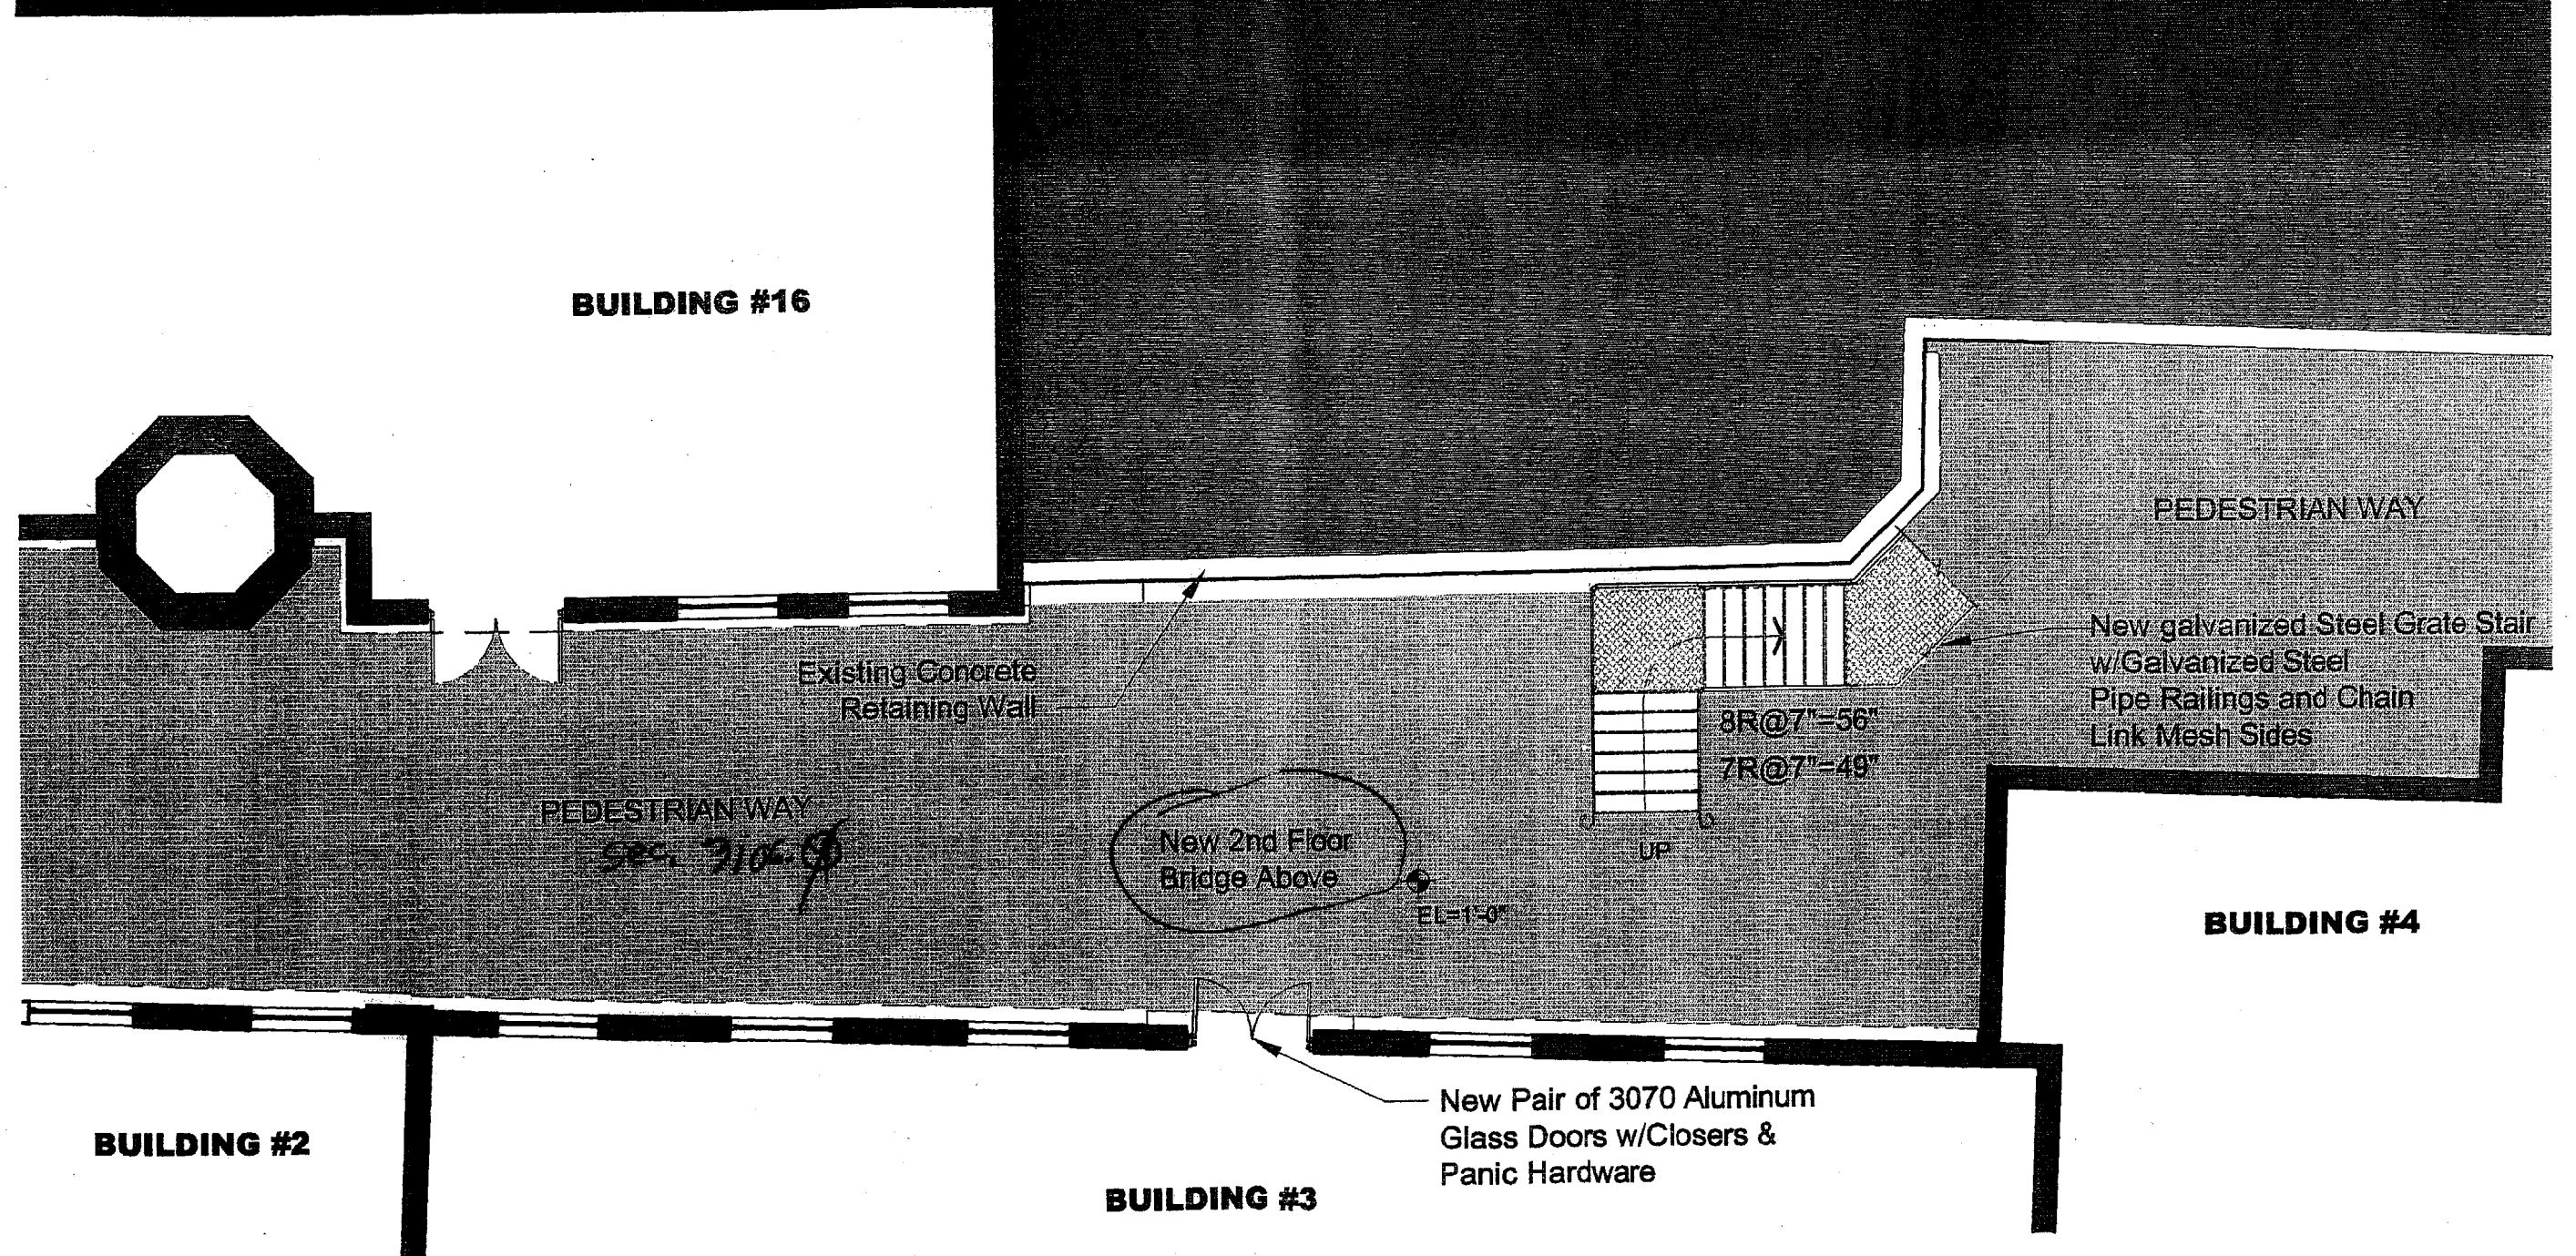 BUILDING #16
PEDESTRIAN WAY
New galvanized Steel Grate Stair
w/Galvanized Steel
Pipe Railings and Chain
Link Mesh Sides
Existing Concrete
Retaining Wall
8R@7"=56"
7R@7"=49"
PEDESTRIAN WAY
sec. 3106.
New 2nd Floor
Bridge Above
UP
EL=1'-0"
BUILDING #4
New Pair of 3070 Aluminum
Glass Doors w/Closers &
Panic Hardware
BUILDING #2
BUILDING #3